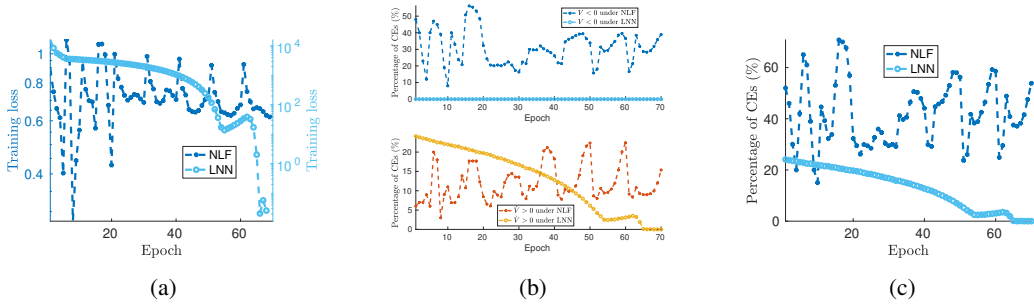 Training loss
1
0.8
0.6
0.4
20 40 60
Epoch
10^4
10^2
10^0
Training loss
NLF
LNN
(a)
Percentage of CEs (%)
50
40
30
20
10
0
10 20 30 40 50 60 70
Epoch
V < 0 under NLF
V < 0 under LNN
Percentage of CEs (%)
20
15
10
5
0
10 20 30 40 50 60 70
Epoch
V̇ > 0 under NLF
V̇ > 0 under LNN
(b)
Percentage of CEs (%)
70
60
50
40
30
20
10
0
20 40 60
Epoch
NLF
LNN
(c)